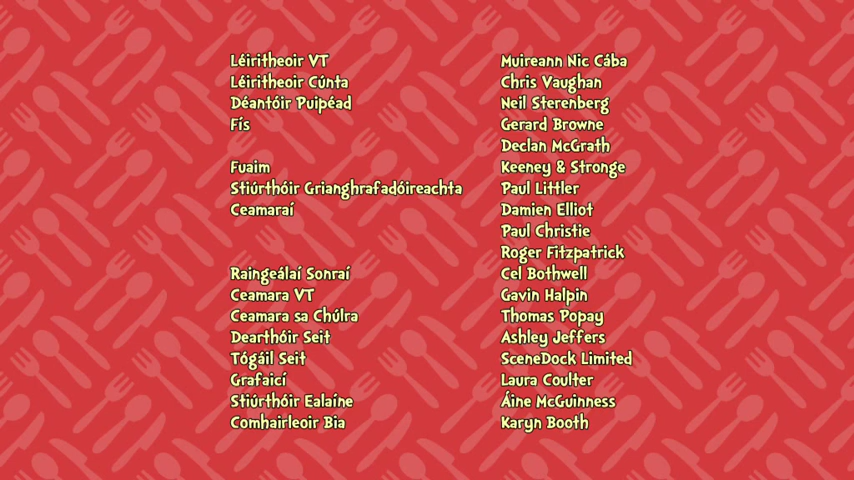 Léiritheoir VT Muireann Nic Cába
Léiritheoir Cúnta Chris Vaughan
Déantóir Puipéad Neil Sterenberg
Fís Gerard Browne
Declan McGrath
Fuaim Keeney & Stronge
Stiúrthóir Grianghrafadóireachta Paul Littler
Ceamaraí Damien Elliot
Paul Christie
Roger Fitzpatrick
Raingeálaí Sonraí Cel Bothwell
Ceamara VT Gavin Halpin
Ceamara sa Chúlra Thomas Popay
Dearthóir Seit Ashley Jeffers
Tógáil Seit SceneDock Limited
Grafaicí Laura Coulter
Stiúrthóir Ealaíne Áine McGuinness
Comhairleoir Bia Karyn Booth